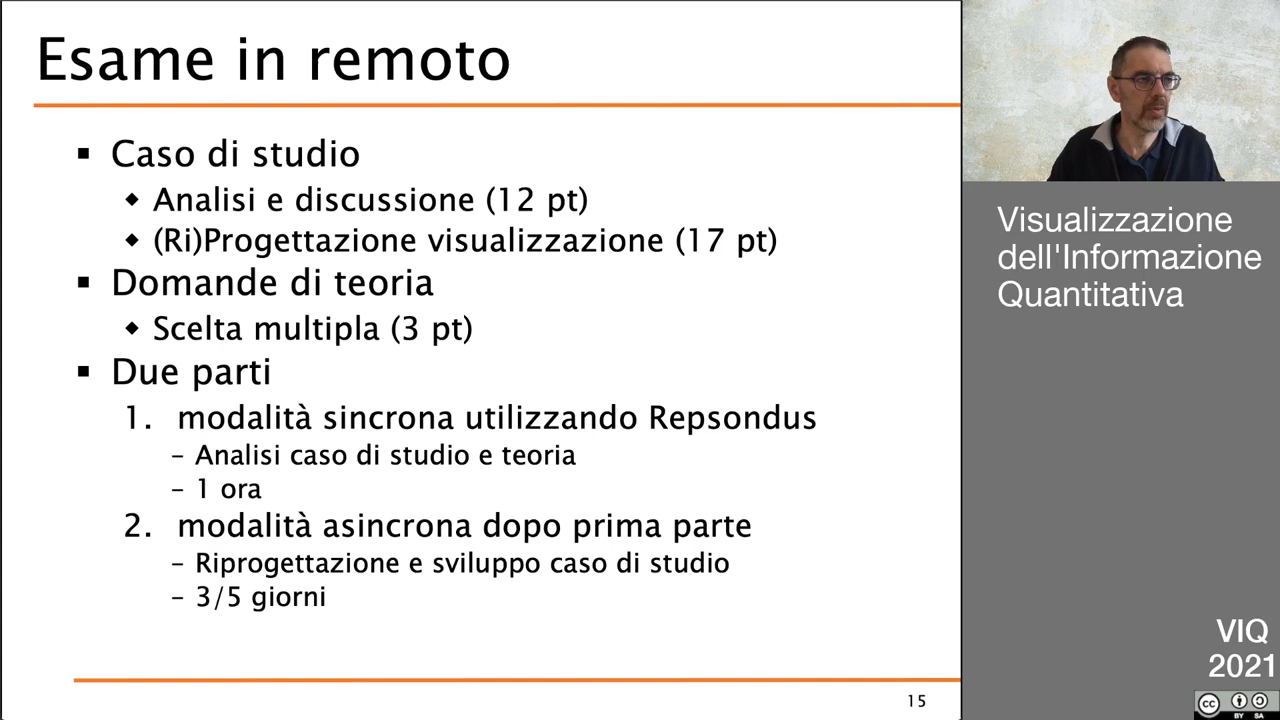 Esame in remoto
Caso di studio
Analisi e discussione (12 pt)
(Ri)Progettazione visualizzazione (17 pt)
Domande di teoria
Scelta multipla (3 pt)
Due parti
1. modalità sincrona utilizzando Repsondus
– Analisi caso di studio e teoria
– 1 ora
2. modalità asincrona dopo prima parte
– Riprogettazione e sviluppo caso di studio
– 3/5 giorni
15
Visualizzazione
dell'Informazione
Quantitativa
VIQ
2021
cc
BY SA